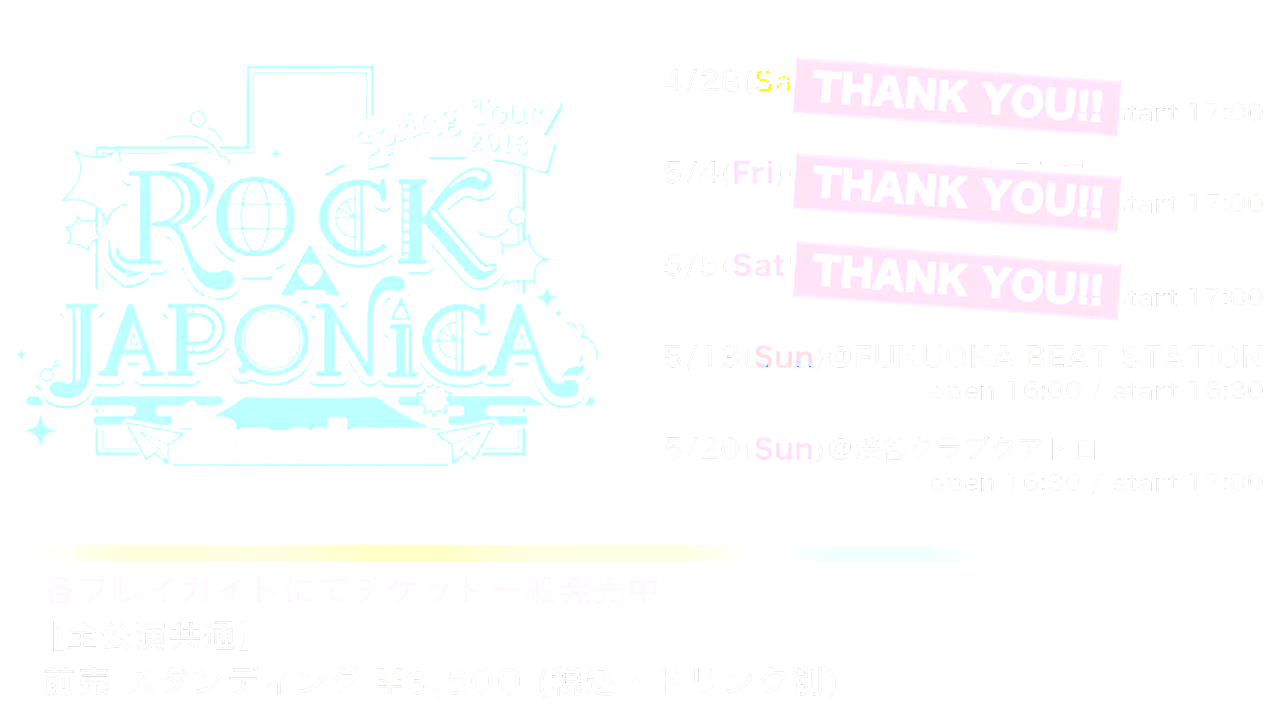 Spring Tour
2018
ROCK
JAPONiCA
4/28(Sa THANK YOU!!
start 17:00
5/4(Fri) THANK YOU!!
start 17:00
5/5(Sat THANK YOU!!
start 17:00
5/13(Sun)@FUKUOKA BEAT STATION
open 16:00 / start 16:30
5/20(Sun)@渋谷クラブクアトロ
open 16:30 / start 17:00
各プレイガイドにてチケット一般発売中
[全公演共通]
前売 スタンディング (税込・ドリンク別)